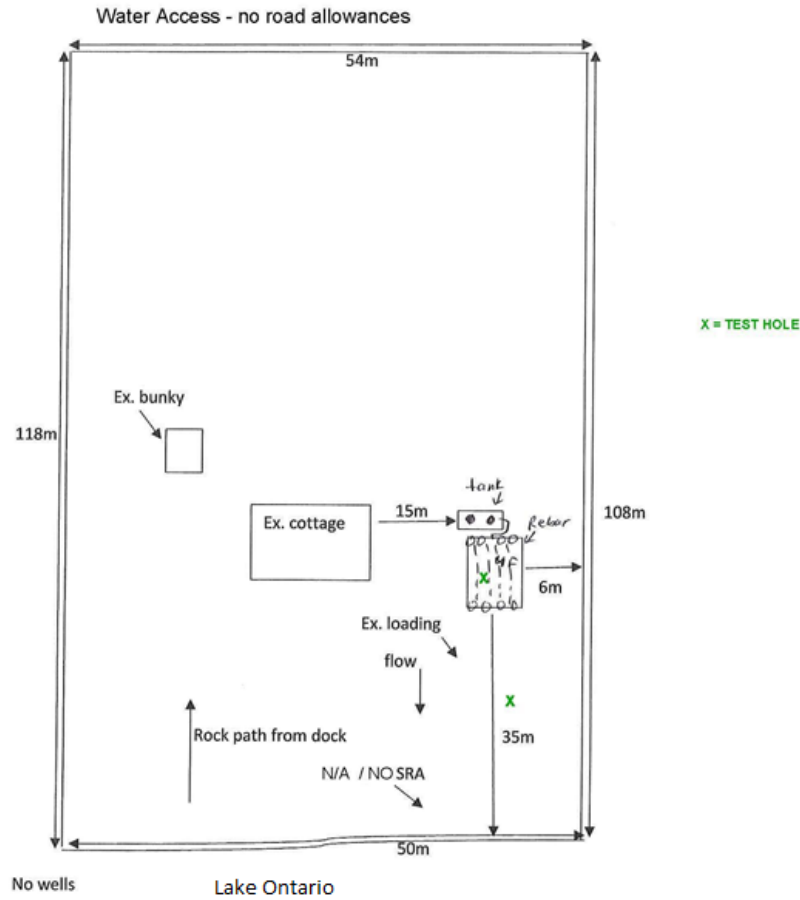 Water Access - no road allowances
54m
X = TEST HOLE
Ex. bunky
118m
tank
15m
Ex. cottage
108m
Rebar
X
6m
Ex. loading
flow
X
Rock path from dock
35m
N/A / NO SRA
50m
No wells
Lake Ontario